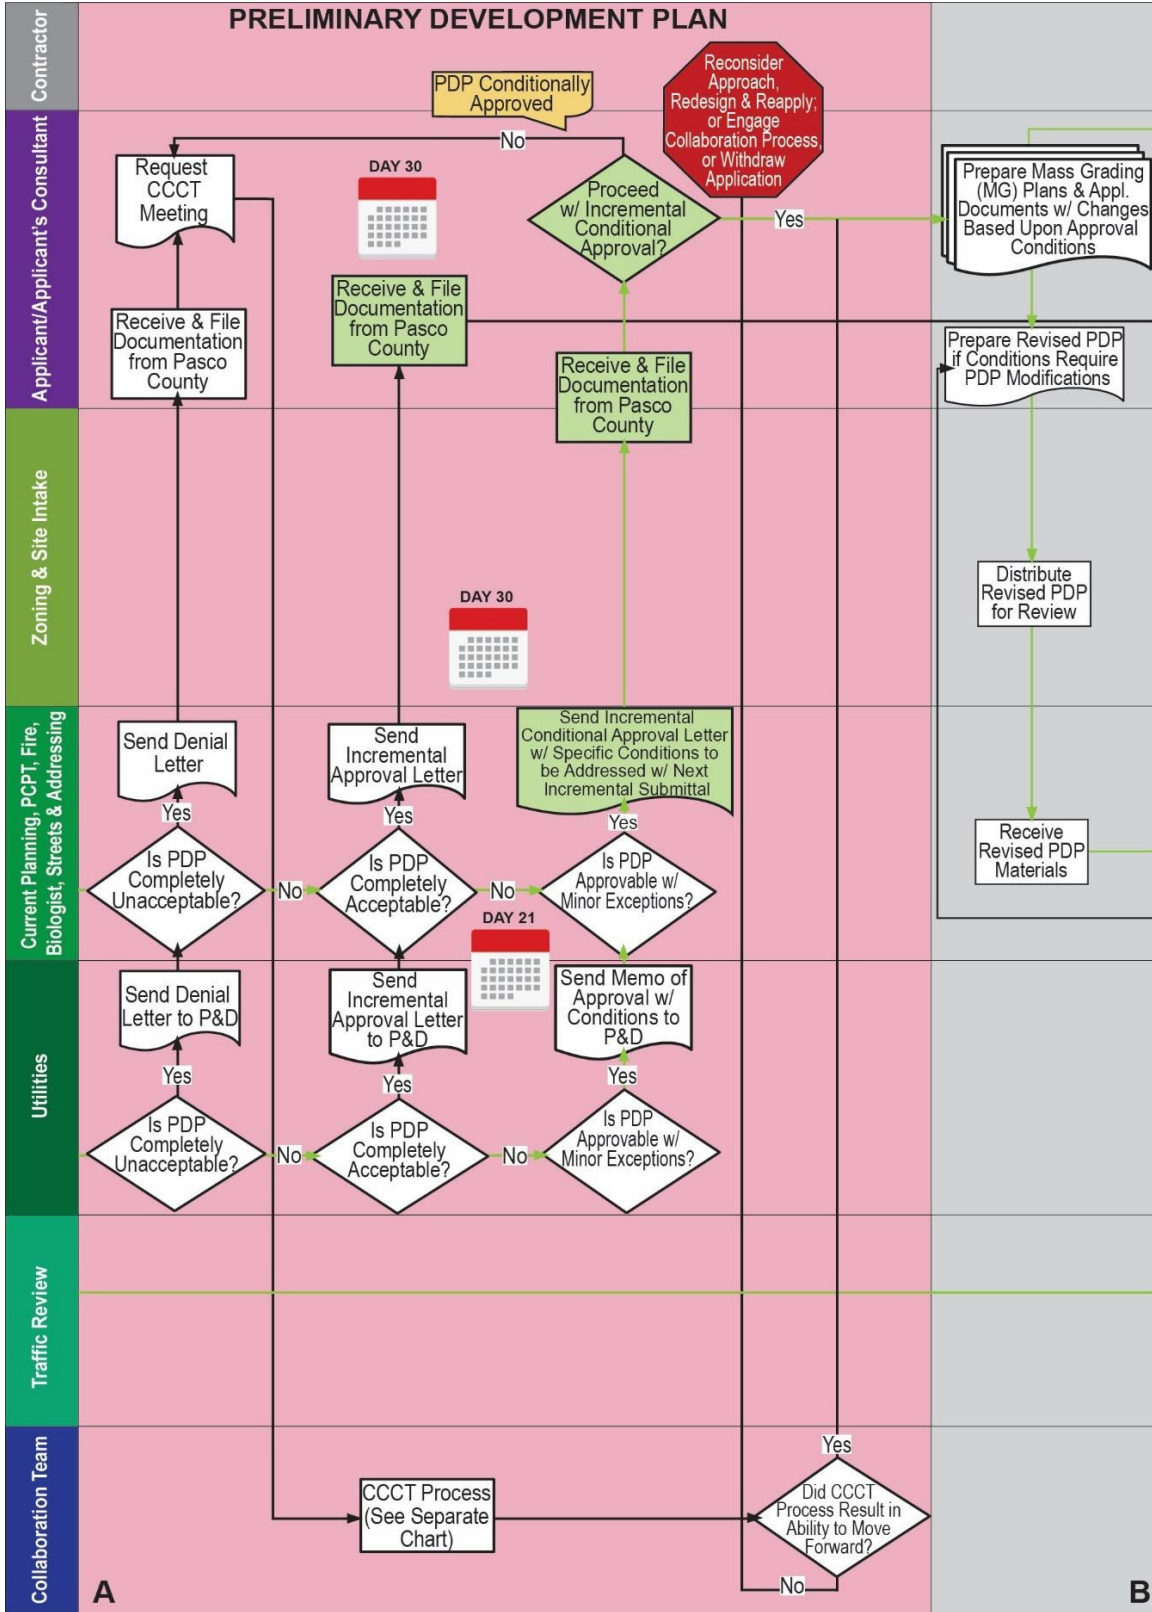 PRELIMINARY DEVELOPMENT PLAN
Contractor
PDP Conditionally
Approved
Reconsider
Approach,
Redesign & Reapply;
or Engage
Collaboration Process,
or Withdraw
Application
Applicant/Applicant's Consultant
Request
CCCT
Meeting
No
DAY 30
Proceed
w/ Incremental
Conditional
Approval?
Yes
Prepare Mass Grading
(MG) Plans & Appl.
Documents w/ Changes
Based Upon Approval
Conditions
Receive & File
Documentation
from Pasco
County
Receive & File
Documentation
from Pasco
County
Receive & File
Documentation
from Pasco
County
Prepare Revised PDP
if Conditions Require
PDP Modifications
Zoning & Site Intake
DAY 30
Distribute
Revised PDP
for Review
Current Planning, PCPT, Fire,
Biologist, Streets & Addressing
Send Denial
Letter
Send
Incremental
Approval Letter
Send Incremental
Conditional Approval Letter
w/ Specific Conditions to
be Addressed w/ Next
Incremental Submittal
Yes
Yes
Yes
Is PDP
Completely
Unacceptable?
No
Is PDP
Completely
Acceptable?
No
Is PDP
Approvable w/
Minor Exceptions?
Receive
Revised PDP
Materials
DAY 21
Utilities
Send Denial
Letter to P&D
Send
Incremental
Approval Letter
to P&D
Send Memo of
Approval w/
Conditions to
P&D
Yes
Yes
Yes
Is PDP
Completely
Unacceptable?
No
Is PDP
Completely
Acceptable?
No
Is PDP
Approvable w/
Minor Exceptions?
Traffic Review
Collaboration Team
CCCT Process
(See Separate
Chart)
Yes
Did CCCT
Process Result in
Ability to Move
Forward?
No
A
B